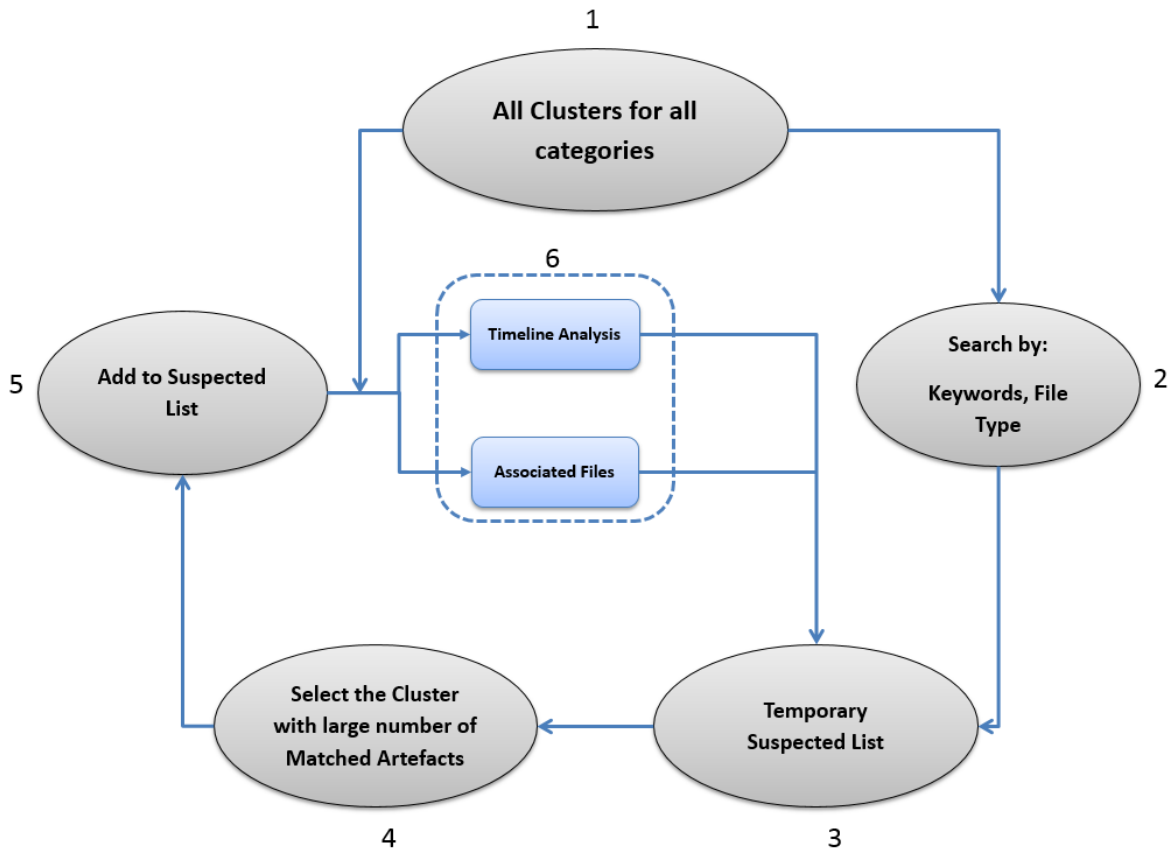 1
All Clusters for all
categories
6
Timeline Analysis
Associated Files
Search by:
Keywords, File
Type
2
5
Add to Suspected
List
Select the Cluster
with large number of
Matched Artefacts
4
Temporary
Suspected List
3